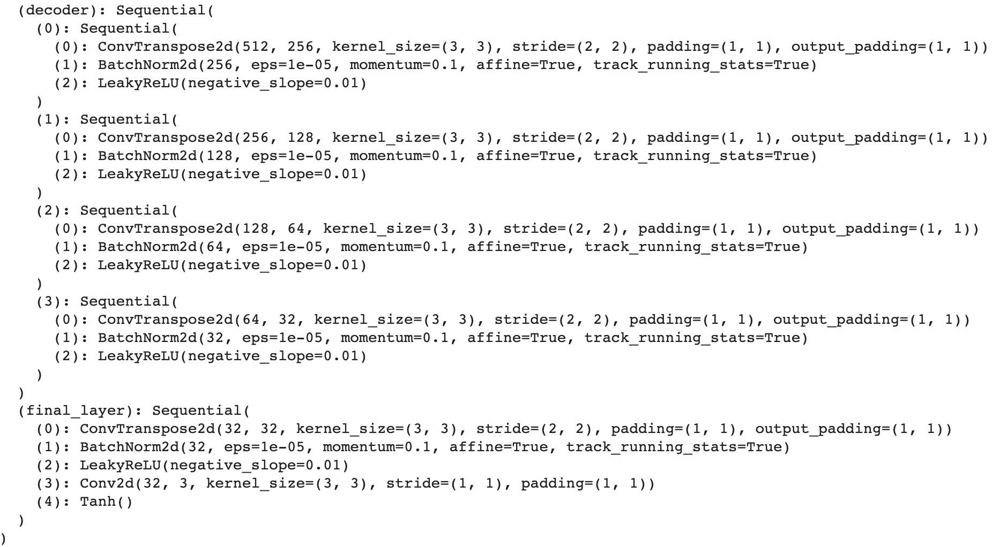 (decoder): Sequential(
(0): Sequential(
(0): ConvTranspose2d(512, 256, kernel_size=(3, 3), stride=(2, 2), padding=(1, 1), output_padding=(1, 1))
(1): BatchNorm2d(256, eps=1e-05, momentum=0.1, affine=True, track_running_stats=True)
(2): LeakyReLU(negative_slope=0.01)
)
(1): Sequential(
(0): ConvTranspose2d(256, 128, kernel_size=(3, 3), stride=(2, 2), padding=(1, 1), output_padding=(1, 1))
(1): BatchNorm2d(128, eps=1e-05, momentum=0.1, affine=True, track_running_stats=True)
(2): LeakyReLU(negative_slope=0.01)
)
(2): Sequential(
(0): ConvTranspose2d(128, 64, kernel_size=(3, 3), stride=(2, 2), padding=(1, 1), output_padding=(1, 1))
(1): BatchNorm2d(64, eps=1e-05, momentum=0.1, affine=True, track_running_stats=True)
(2): LeakyReLU(negative_slope=0.01)
)
(3): Sequential(
(0): ConvTranspose2d(64, 32, kernel_size=(3, 3), stride=(2, 2), padding=(1, 1), output_padding=(1, 1))
(1): BatchNorm2d(32, eps=1e-05, momentum=0.1, affine=True, track_running_stats=True)
(2): LeakyReLU(negative_slope=0.01)
)
)
(final_layer): Sequential(
(0): ConvTranspose2d(32, 32, kernel_size=(3, 3), stride=(2, 2), padding=(1, 1), output_padding=(1, 1))
(1): BatchNorm2d(32, eps=1e-05, momentum=0.1, affine=True, track_running_stats=True)
(2): LeakyReLU(negative_slope=0.01)
(3): Conv2d(32, 3, kernel_size=(3, 3), stride=(1, 1), padding=(1, 1))
(4): Tanh()
)
)